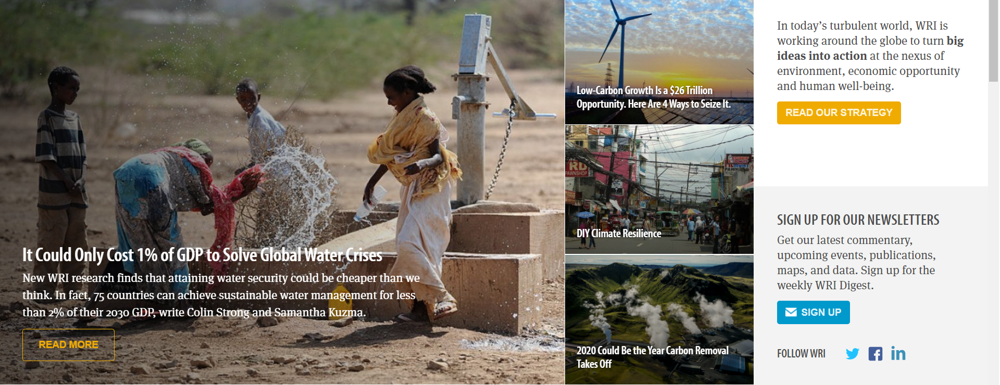 It Could Only Cost 1% of GDP to Solve Global Water Crises
New WRI research finds that attaining water security could be cheaper than we
think. In fact, 75 countries can achieve sustainable water management for less
than 2% of their 2030 GDP, write Colin Strong and Samantha Kuzma.
READ MORE
Low-Carbon Growth Is a $26 Trillion
Opportunity. Here Are 4 Ways to Seize It.
RD
PAWNSHOP
DIY Climate Resilience
2020 Could Be the Year Carbon Removal
Takes Off
In today’s turbulent world, WRI is
working around the globe to turn big
ideas into action at the nexus of
environment, economic opportunity
and human well-being.
READ OUR STRATEGY
SIGN UP FOR OUR NEWSLETTERS
Get our latest commentary,
upcoming events, publications,
maps, and data. Sign up for the
weekly WRI Digest.
SIGN UP
FOLLOW WRI